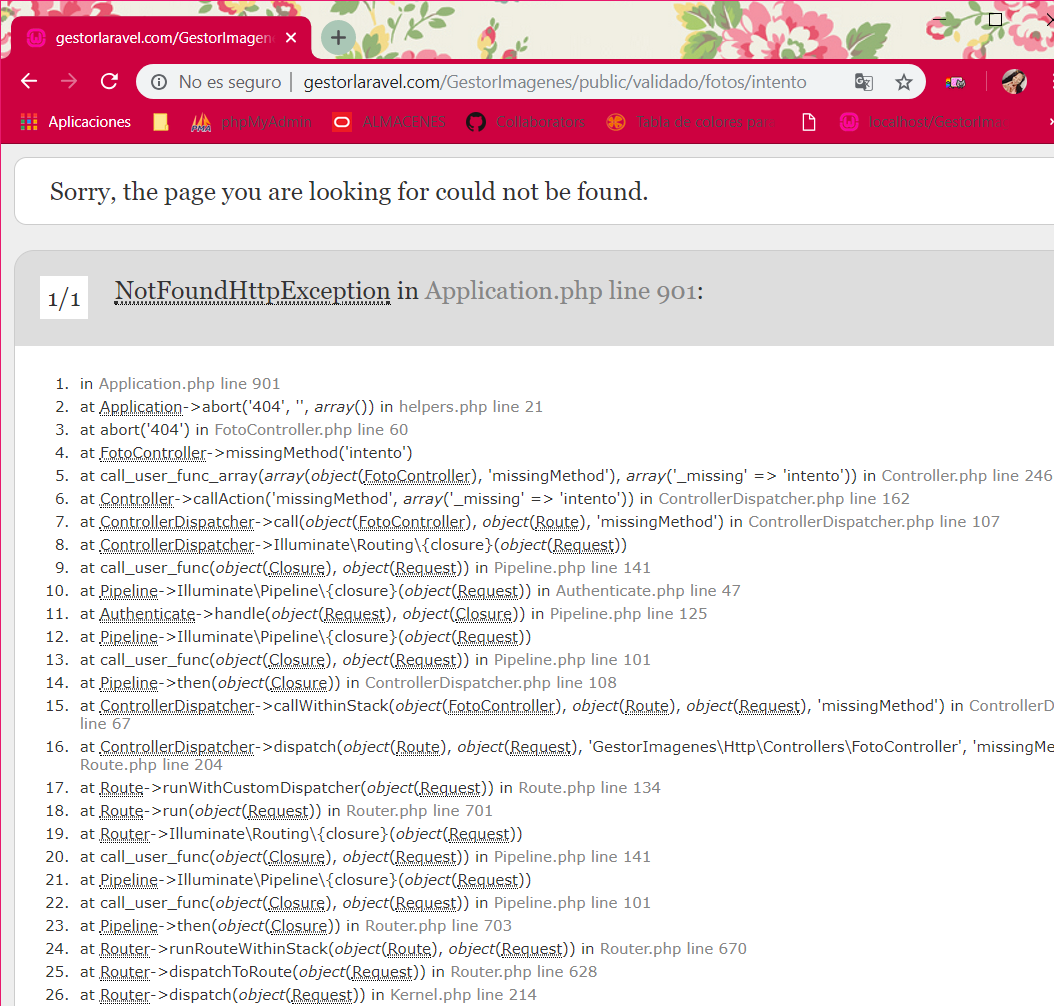 gestorlaravel.com/GestorImagen
No es seguro | gestorlaravel.com/GestorImagenes/public/validado/fotos/intento
Aplicaciones phpMyAdmin ALMACENES Collaborators Tabla de colores par localhost/GestorIma
Sorry, the page you are looking for could not be found.
1/1 NotFoundHttpException in Application.php line 901:
1. in Application.php line 901
2. at Application->abort('404', '', array()) in helpers.php line 21
3. at abort('404') in FotoController.php line 60
4. at FotoController->missingMethod('intento')
5. at call_user_func_array(array(object(FotoController), 'missingMethod'), array('_missing' => 'intento')) in Controller.php line 246
6. at Controller->callAction('missingMethod', array('_missing' => 'intento')) in ControllerDispatcher.php line 162
7. at ControllerDispatcher->call(object(FotoController), object(Route), 'missingMethod') in ControllerDispatcher.php line 107
8. at ControllerDispatcher->Illuminate\Routing\{closure}(object(Request))
9. at call_user_func(object(Closure), object(Request)) in Pipeline.php line 141
10. at Pipeline->Illuminate\Pipeline\{closure}(object(Request)) in Authenticate.php line 47
11. at Authenticate->handle(object(Request), object(Closure)) in Pipeline.php line 125
12. at Pipeline->Illuminate\Pipeline\{closure}(object(Request))
13. at call_user_func(object(Closure), object(Request)) in Pipeline.php line 101
14. at Pipeline->then(object(Closure)) in ControllerDispatcher.php line 108
15. at ControllerDispatcher->callWithinStack(object(FotoController), object(Route), object(Request), 'missingMethod') in ControllerD
line 67
16. at ControllerDispatcher->dispatch(object(Route), object(Request), 'GestorImagenes\Http\Controllers\FotoController', 'missingMe
Route.php line 204
17. at Route->runWithCustomDispatcher(object(Request)) in Route.php line 134
18. at Route->run(object(Request)) in Router.php line 701
19. at Router->Illuminate\Routing\{closure}(object(Request))
20. at call_user_func(object(Closure), object(Request)) in Pipeline.php line 141
21. at Pipeline->Illuminate\Pipeline\{closure}(object(Request))
22. at call_user_func(object(Closure), object(Request)) in Pipeline.php line 101
23. at Pipeline->then(object(Closure)) in Router.php line 703
24. at Router->runRouteWithinStack(object(Route), object(Request)) in Router.php line 670
25. at Router->dispatchToRoute(object(Request)) in Router.php line 628
26. at Router->dispatch(object(Request)) in Kernel.php line 214